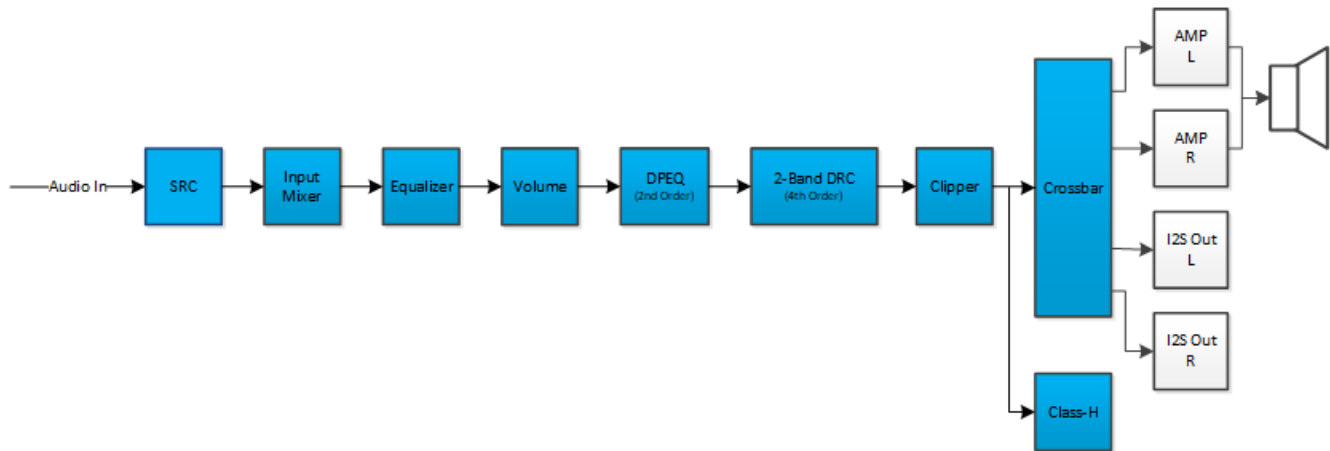 Audio In
SRC
Input
Mixer
Equalizer
Volume
DPEQ
(2nd Order)
2-Band DRC
(4th Order)
Clipper
Crossbar
AMP
L
AMP
R
I2S Out
L
I2S Out
R
Class-H